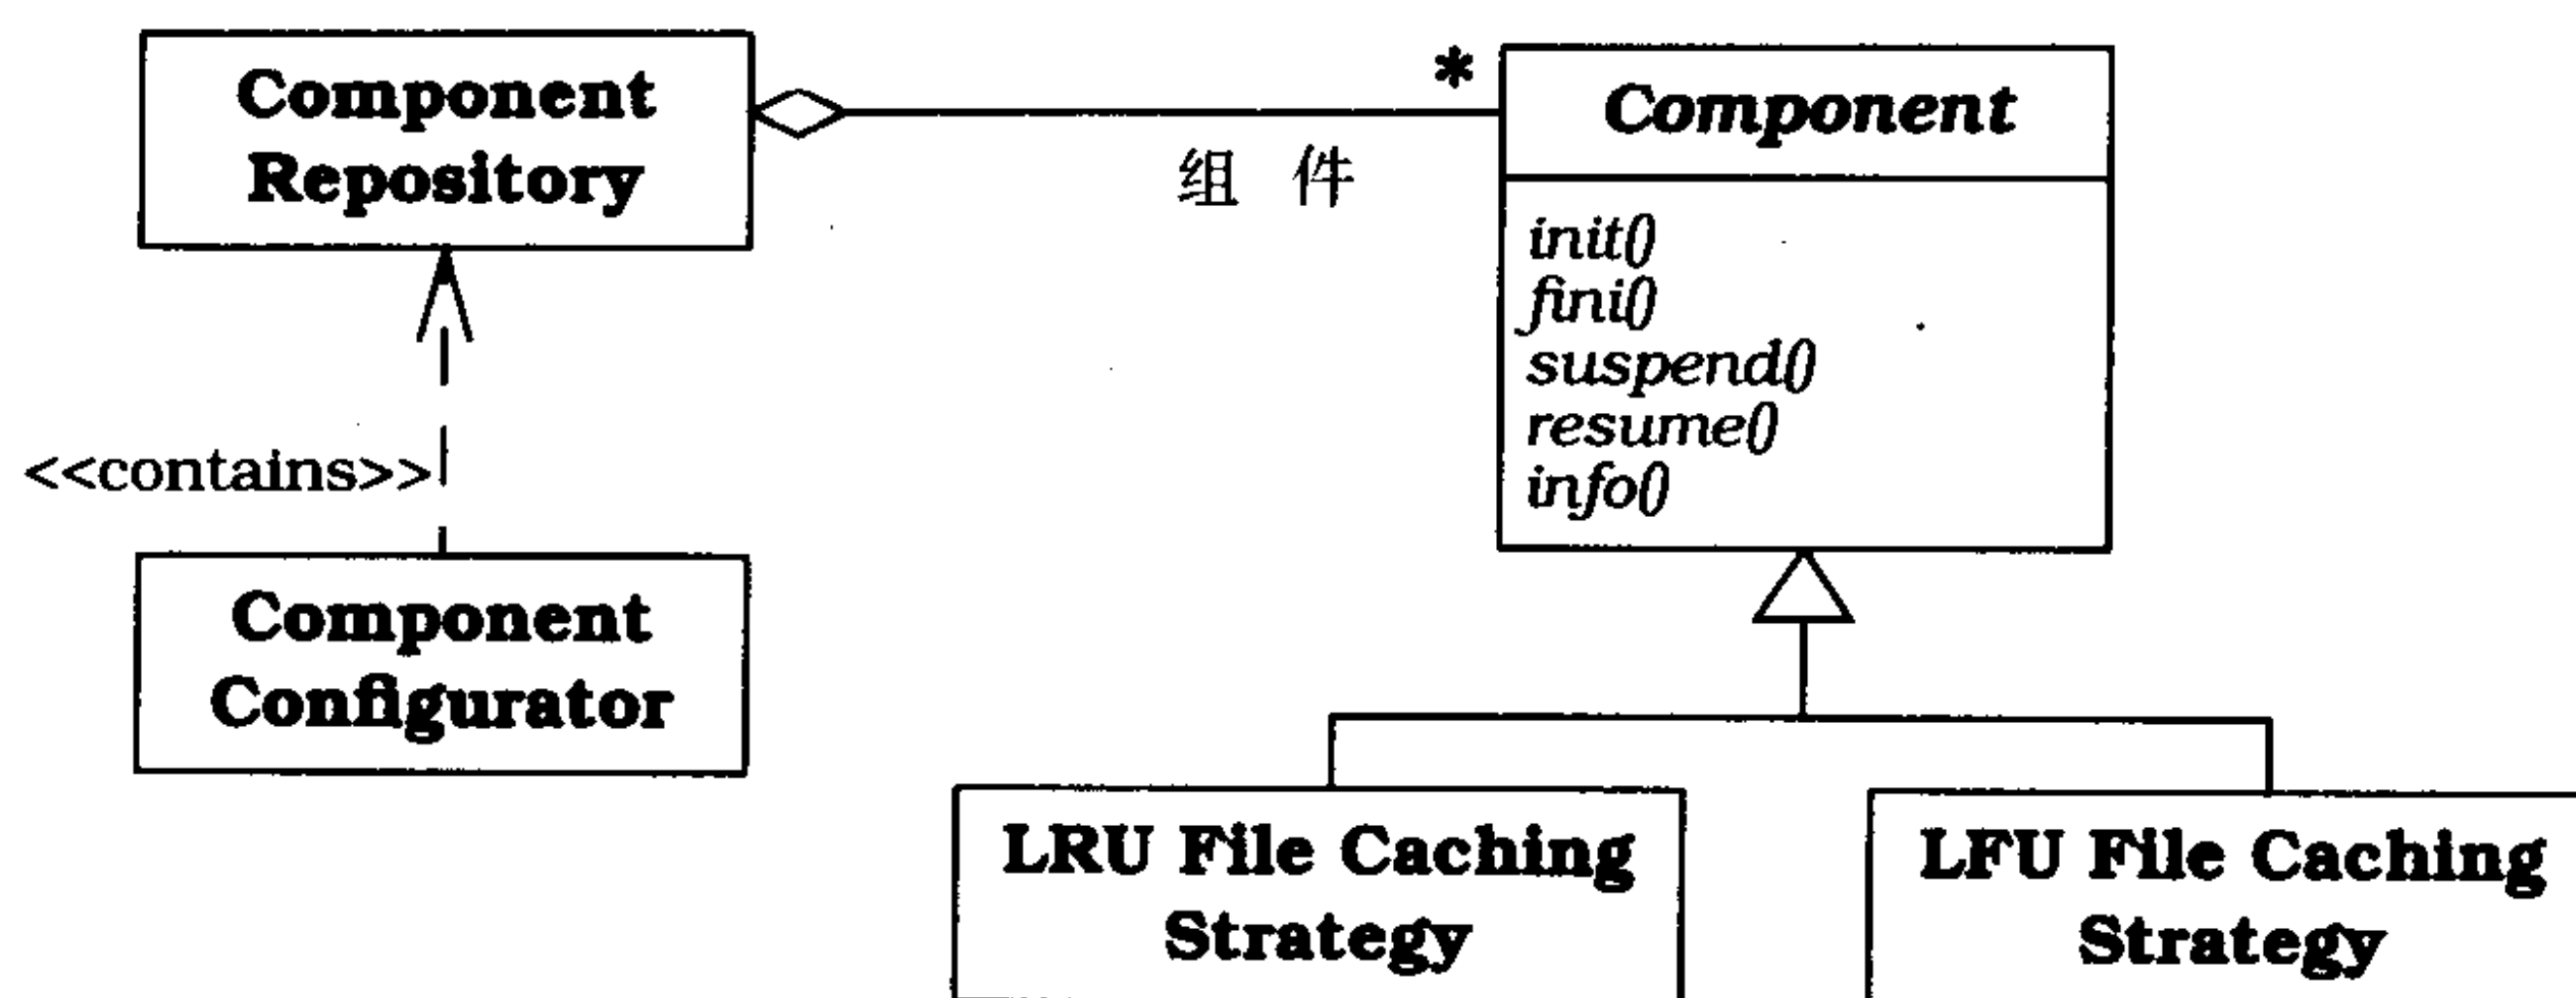 Component
Repository
*
组 件
Component
init()
fini()
suspend()
resume()
info()
<<contains>>
Component
Configurator
LRU File Caching
Strategy
LFU File Caching
Strategy